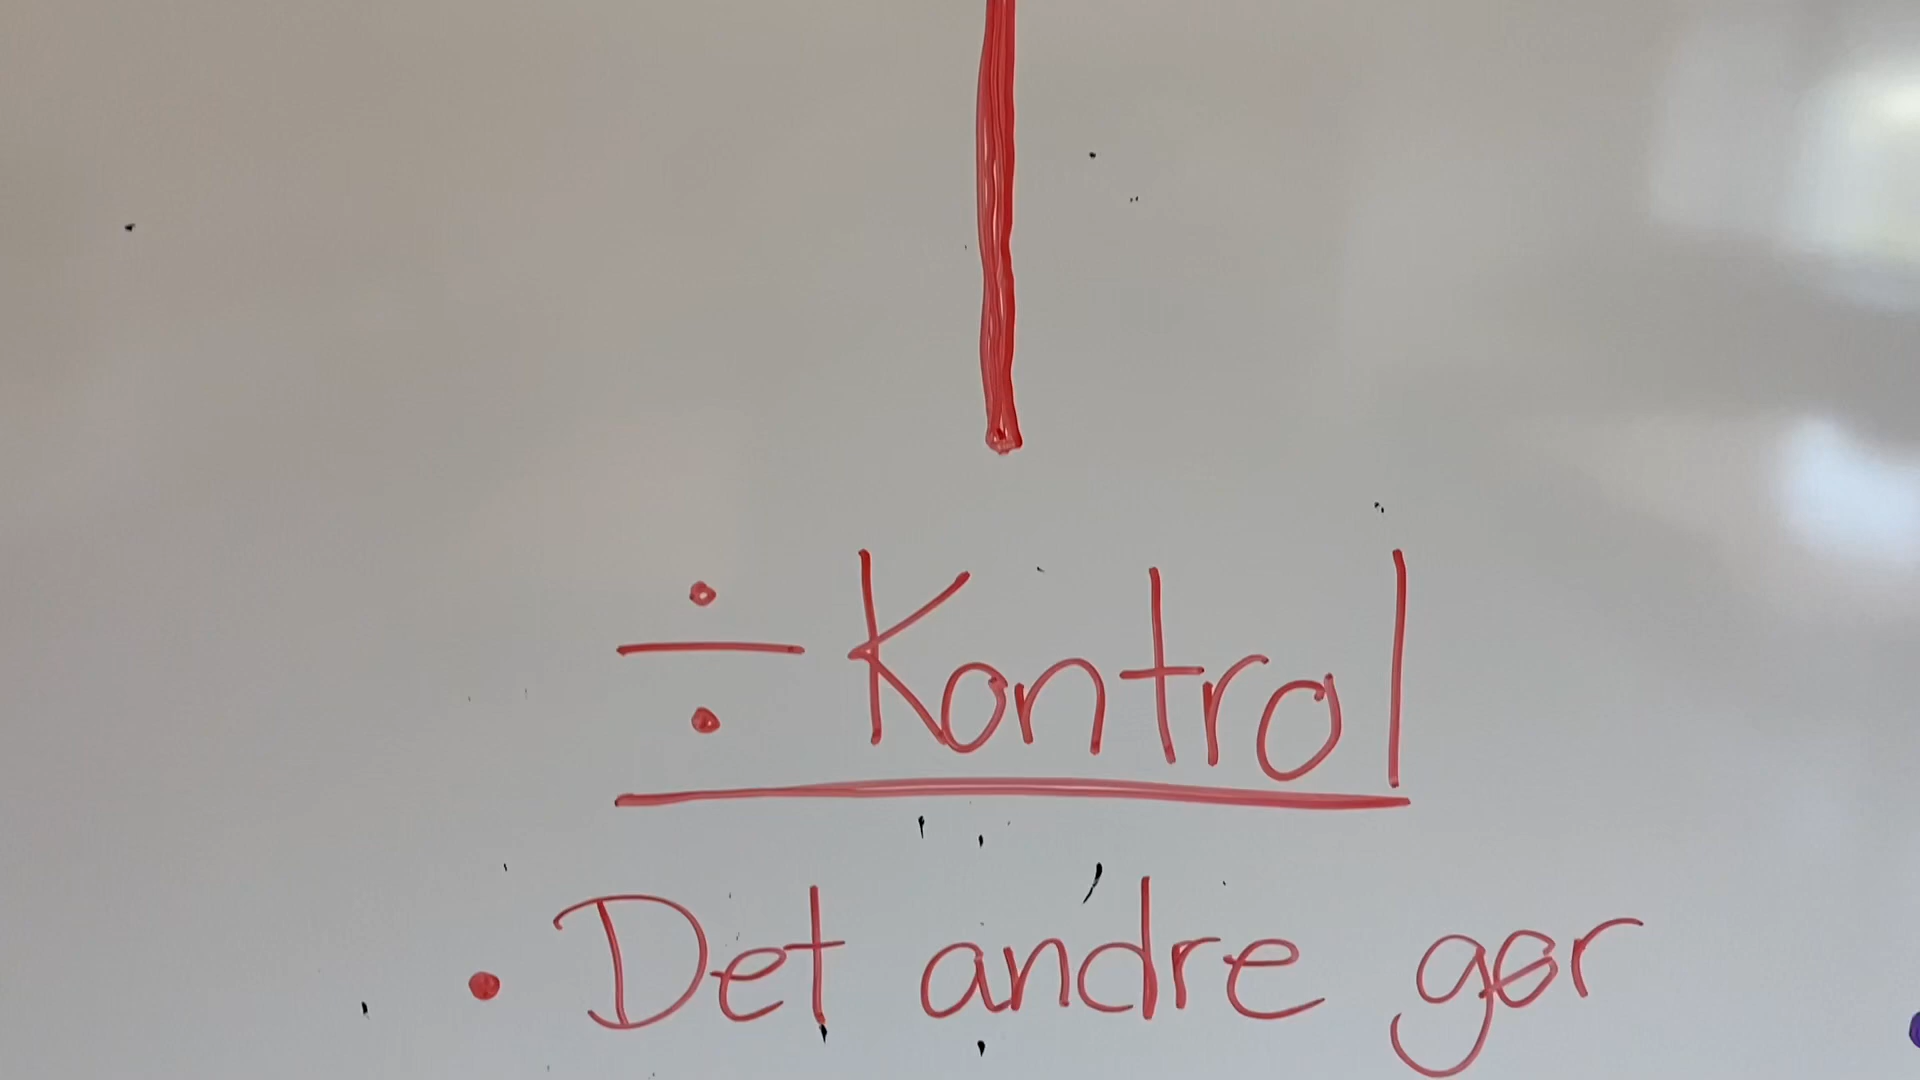 ÷ Kontrol
• Det andre gør